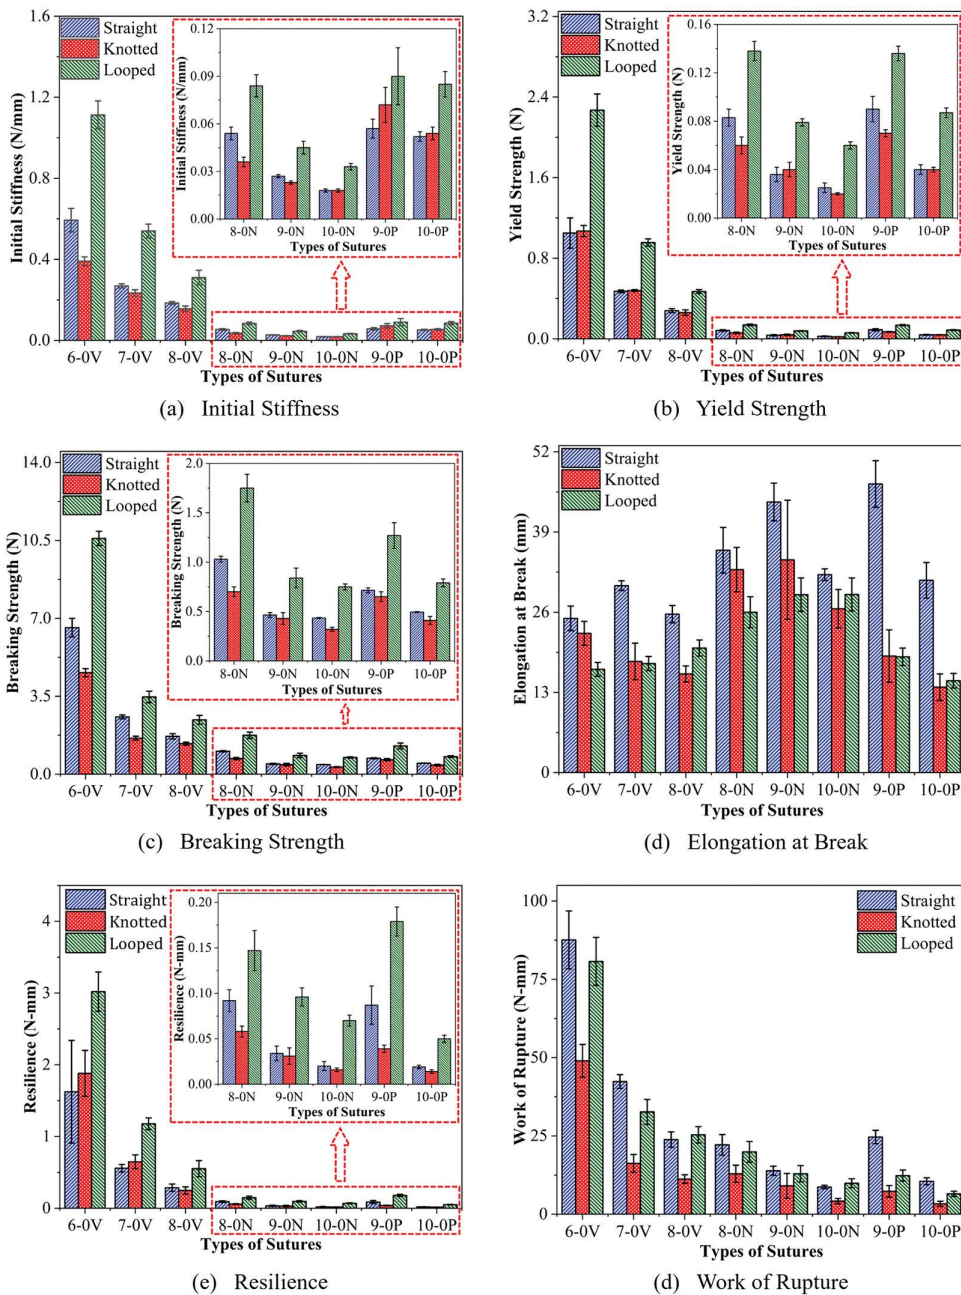 1.6
1.2
0.8
0.4
0.0
Initial Stiffness (N/mm)
Straight
Knotted
Looped
0.12
0.09
0.06
0.03
0.00
Initial Stiffness (N/mm)
8-0N 9-0N 10-0N 9-0P 10-0P
Types of Sutures
6-0V 7-0V 8-0V 8-0N 9-0N 10-0N 9-0P 10-0P
Types of Sutures
(a) Initial Stiffness
3.2
2.4
1.6
0.8
0.0
Yield Strength (N)
Straight
Knotted
Looped
0.16
0.12
0.08
0.04
0.00
Yield Strength (N)
8-0N 9-0N 10-0N 9-0P 10-0P
Types of Sutures
6-0V 7-0V 8-0V 8-0N 9-0N 10-0N 9-0P 10-0P
Types of Sutures
(b) Yield Strength
14.0
10.5
7.0
3.5
0.0
Breaking Strength (N)
Straight
Knotted
Looped
2.0
1.5
1.0
0.5
0.0
Breaking Strength (N)
8-0N 9-0N 10-0N 9-0P 10-0P
Types of Sutures
6-0V 7-0V 8-0V 8-0N 9-0N 10-0N 9-0P 10-0P
Types of Sutures
(c) Breaking Strength
52
39
26
13
0
Elongation at Break (mm)
Straight
Knotted
Looped
6-0V 7-0V 8-0V 8-0N 9-0N 10-0N 9-0P 10-0P
Types of Sutures
(d) Elongation at Break
4
3
2
1
0
Resilience (N-mm)
Straight
Knotted
Looped
0.20
0.15
0.10
0.05
0.00
Resilience (N-mm)
8-0N 9-0N 10-0N 9-0P 10-0P
Types of Sutures
6-0V 7-0V 8-0V 8-0N 9-0N 10-0N 9-0P 10-0P
Types of Sutures
(e) Resilience
100
75
50
25
0
Work of Rupture (N-mm)
Straight
Knotted
Looped
6-0V 7-0V 8-0V 8-0N 9-0N 10-0N 9-0P 10-0P
Types of Sutures
(d) Work of Rupture